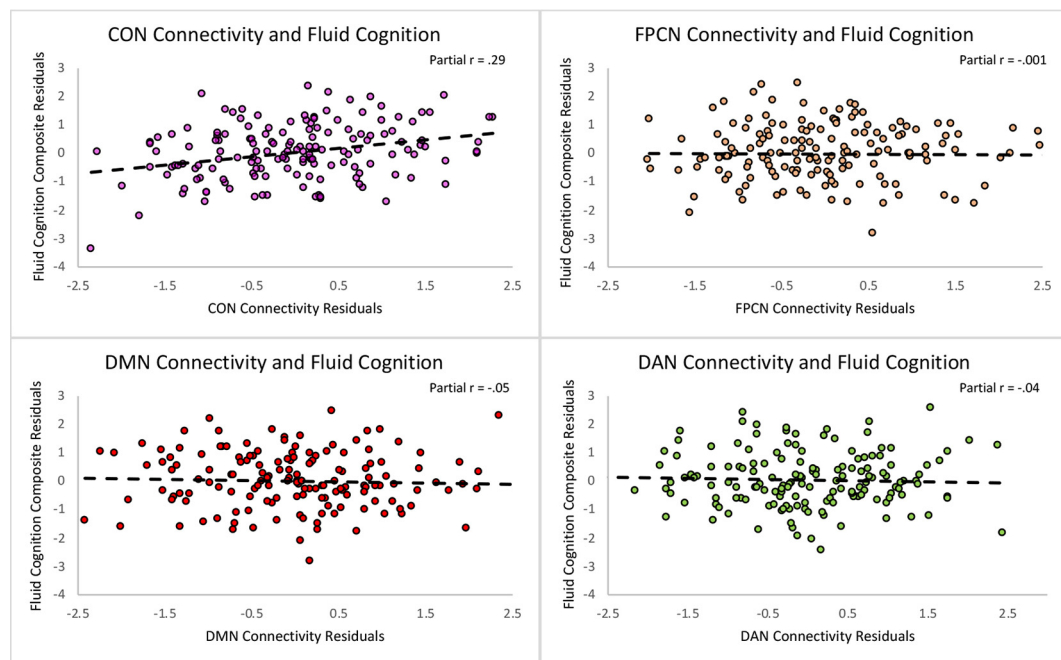 CON Connectivity and Fluid Cognition
Partial r = .29
Fluid Cognition Composite Residuals
3
2
1
0
-1
-2
-3
-4
-2.5 -1.5 -0.5 0.5 1.5 2.5
CON Connectivity Residuals
FPCN Connectivity and Fluid Cognition
Partial r = -.001
Fluid Cognition Composite Residuals
3
2
1
0
-1
-2
-3
-4
-2.5 -1.5 -0.5 0.5 1.5 2.5
FPCN Connectivity Residuals
DMN Connectivity and Fluid Cognition
Partial r = -.05
Fluid Cognition Composite Residuals
3
2
1
0
-1
-2
-3
-4
-2.5 -1.5 -0.5 0.5 1.5 2.5
DMN Connectivity Residuals
DAN Connectivity and Fluid Cognition
Partial r = -.04
Fluid Cognition Composite Residuals
3
2
1
0
-1
-2
-3
-4
-2.5 -1.5 -0.5 0.5 1.5 2.5
DAN Connectivity Residuals